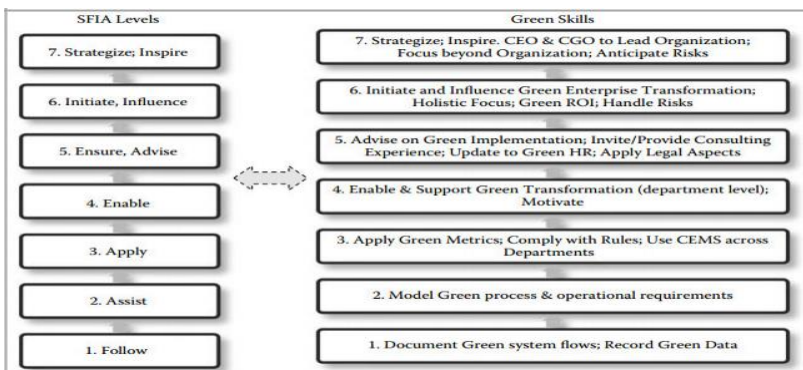 SFIA Levels
7. Strategize; Inspire
6. Initiate, Influence
5. Ensure, Advise
4. Enable
3. Apply
2. Assist
1. Follow
Green Skills
7. Strategize; Inspire. CEO & CGO to Lead Organization;
Focus beyond Organization; Anticipate Risks
6. Initiate and Influence Green Enterprise Transformation;
Holistic Focus; Green ROI; Handle Risks
5. Advise on Green Implementation; Invite/Provide Consulting
Experience; Update to Green HR; Apply Legal Aspects
4. Enable & Support Green Transformation (department level);
Motivate
3. Apply Green Metrics; Comply with Rules; Use CEMS across
Departments
2. Model Green process & operational requirements
1. Document Green system flows; Record Green Data